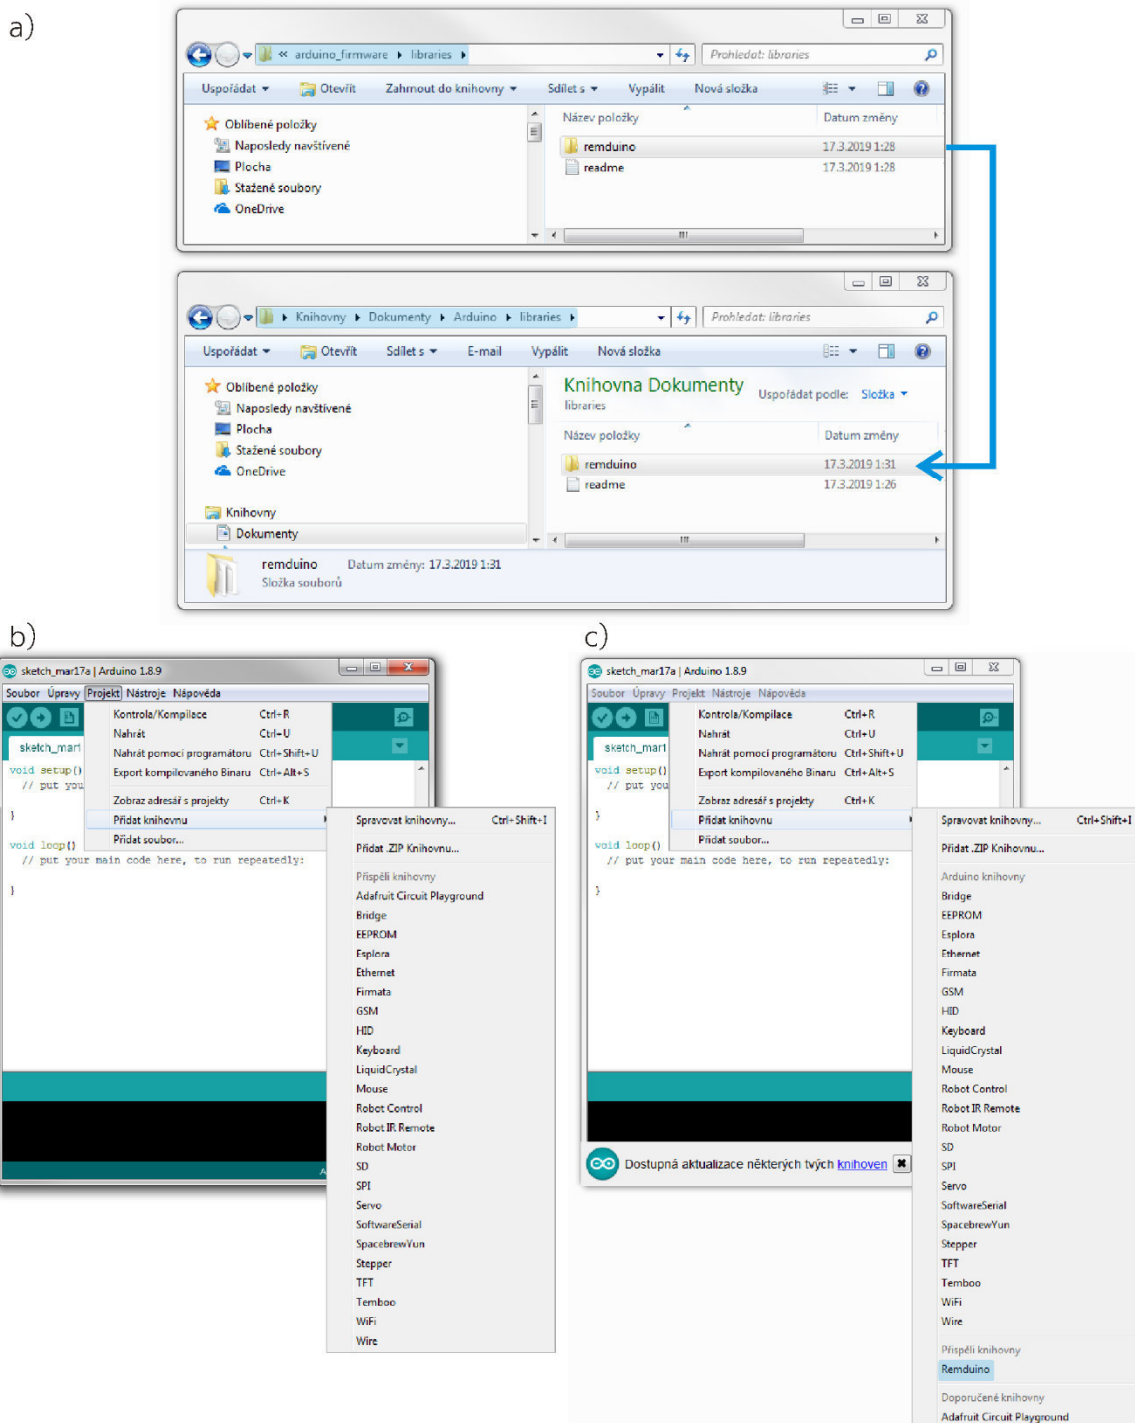 a)
« arduino_firmware ▸ libraries ▸
Prohledat: libraries
Uspořádat Otevřít Zahrnout do knihovny Sdílet s Vypálit Nová složka
Oblíbené položky
Naposledy navštívené
Plocha
Stažené soubory
OneDrive
Název položky Datum změny
remduino 17.3.2019 1:28
readme 17.3.2019 1:28
▸ Knihovny ▸ Dokumenty ▸ Arduino ▸ libraries ▸
Prohledat: libraries
Uspořádat Otevřít Sdílet s E-mail Vypálit Nová složka
Oblíbené položky
Naposledy navštívené
Plocha
Stažené soubory
OneDrive
Knihovny
Dokumenty
Knihovna Dokumenty
libraries
Uspořádat podle: Složka
Název položky Datum změny
remduino 17.3.2019 1:31
readme 17.3.2019 1:26
remduino Datum změny: 17.3.2019 1:31
Složka souborů
b)
sketch_mar17a | Arduino 1.8.9
Soubor Úpravy Projekt Nástroje Nápověda
sketch_mar1
void setup()
// put you
}
void loop()
// put your main code here, to run repeatedly:
}
Kontrola/Kompilace Ctrl+R
Nahrát Ctrl+U
Nahrát pomocí programátoru Ctrl+Shift+U
Export kompilovaného Binaru Ctrl+Alt+S
Zobraz adresář s projekty Ctrl+K
Přidat knihovnu
Přidat soubor...
Spravovat knihovny... Ctrl+Shift+I
Přidat .ZIP Knihovnu...
Přispěli knihovny
Adafruit Circuit Playground
Bridge
EEPROM
Esplora
Ethernet
Firmata
GSM
HID
Keyboard
LiquidCrystal
Mouse
Robot Control
Robot IR Remote
Robot Motor
SD
SPI
Servo
SoftwareSerial
SpacebrewYun
Stepper
TFT
Temboo
WiFi
Wire
A
c)
sketch_mar17a | Arduino 1.8.9
Soubor Úpravy Projekt Nástroje Nápověda
sketch_mar1
void setup()
// put you
}
void loop()
// put your main code here, to run repeatedly:
}
Kontrola/Kompilace Ctrl+R
Nahrát Ctrl+U
Nahrát pomocí programátoru Ctrl+Shift+U
Export kompilovaného Binaru Ctrl+Alt+S
Zobraz adresář s projekty Ctrl+K
Přidat knihovnu
Přidat soubor...
Dostupná aktualizace některých tvých knihoven
Spravovat knihovny... Ctrl+Shift+I
Přidat .ZIP Knihovnu...
Arduino knihovny
Bridge
EEPROM
Esplora
Ethernet
Firmata
GSM
HID
Keyboard
LiquidCrystal
Mouse
Robot Control
Robot IR Remote
Robot Motor
SD
SPI
Servo
SoftwareSerial
SpacebrewYun
Stepper
TFT
Temboo
WiFi
Wire
Přispěli knihovny
Remduino
Doporučené knihovny
Adafruit Circuit Playground